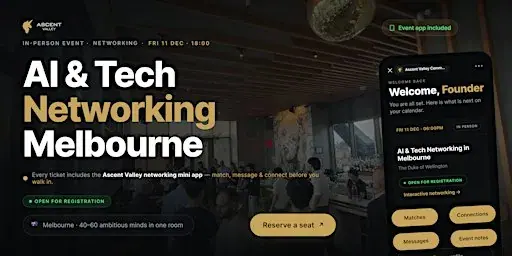 ASCENT
VALLEY
IN-PERSON EVENT · NETWORKING · FRI 11 DEC · 18:00
Event app included
AI & Tech
Networking
Melbourne
Every ticket includes the Ascent Valley networking mini app — match, message & connect before you
walk in.
OPEN FOR REGISTRATION
Melbourne · 40–60 ambitious minds in one room
Reserve a seat ↗
Ascent Valley Comm...
WELCOME BACK
Welcome, Founder
You are all set. Here is what is next on
your calendar.
FRI 11 DEC · 06:00PM
IN PERSON
AI & Tech Networking in
Melbourne
The Duke of Wellington
OPEN FOR REGISTRATION
Interactive networking →
Matches
Connections
Messages
Event notes